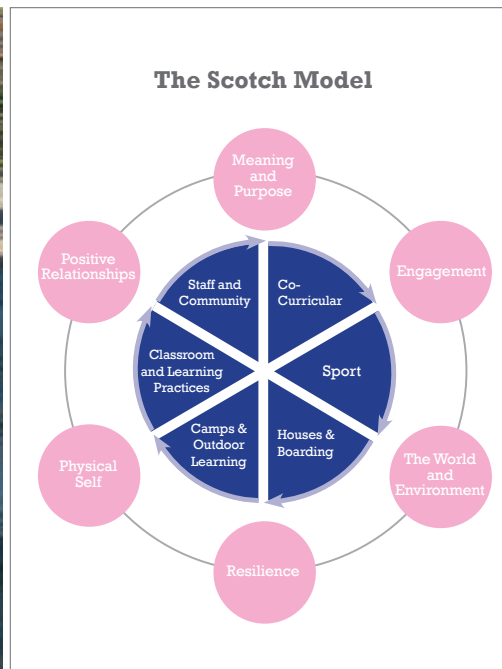 The Scotch Model
Meaning
and
Purpose
Positive
Relationships
Engagement
Staff and
Community
Co-
Curricular
Classroom
and Learning
Practices
Sport
Camps &
Outdoor
Learning
Houses &
Boarding
Physical
Self
The World
and
Environment
Resilience